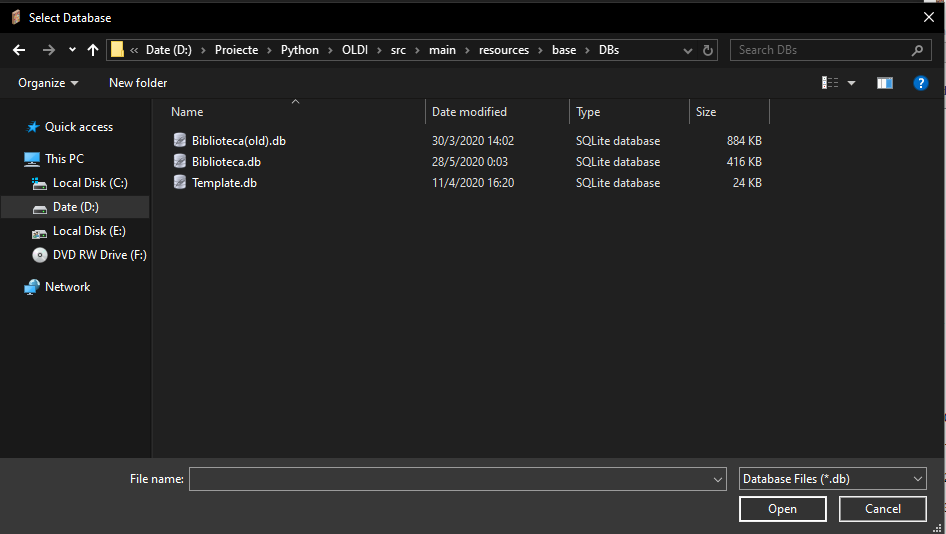 Select Database
Date (D:) > Proiecte > Python > OLDI > src > main > resources > base > DBs
Search DBs
Organize
New folder
?
Name Date modified Type Size
Biblioteca(old).db 30/3/2020 14:02 SQLite database 884 KB
Biblioteca.db 28/5/2020 0:03 SQLite database 416 KB
Template.db 11/4/2020 16:20 SQLite database 24 KB
Quick access
This PC
Local Disk (C:)
Date (D:)
Local Disk (E:)
DVD RW Drive (F:)
Network
File name:
Database Files (*.db)
Open
Cancel